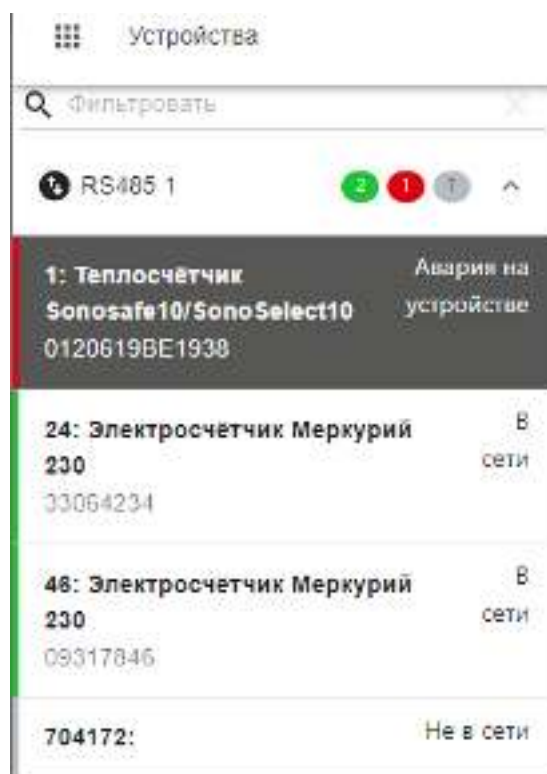 Устройства
Фильтровать
RS485 1 2 1 1
1: Теплосчётчик Авария на
Sonosafe10/SonoSelect10 устройстве
0120619BE1938
24: Электросчётчик Меркурий В
230 сети
33064234
46: Электросчетчик Меркурий В
230 сети
09317846
704172: Не в сети